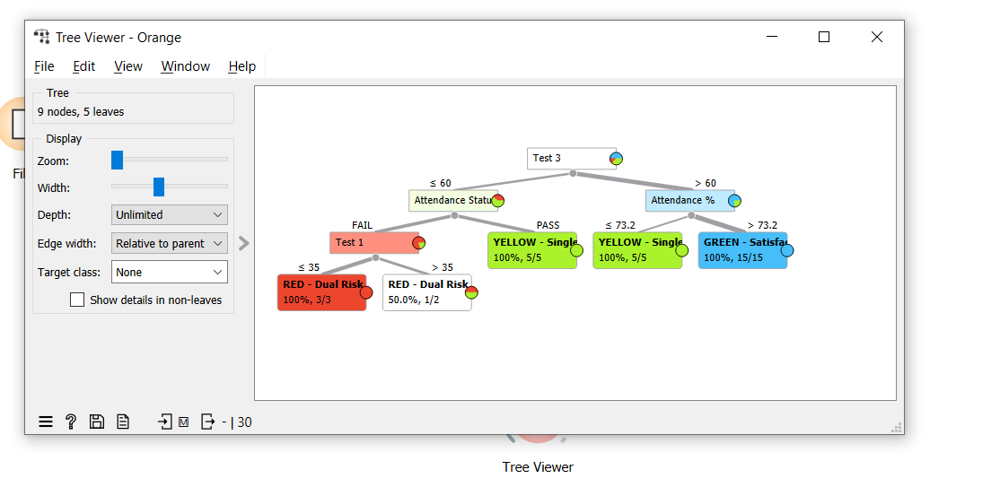 Tree Viewer - Orange
File Edit View Window Help
Tree
9 nodes, 5 leaves
Display
Zoom:
Width:
Depth: Unlimited
Edge width: Relative to parent
Target class: None
Show details in non-leaves
Fil
Test 3
≤ 60 > 60
Attendance Statu Attendance %
FAIL PASS ≤ 73.2 > 73.2
Test 1 YELLOW - Single YELLOW - Single GREEN - Satisfa
100%, 5/5 100%, 5/5 100%, 15/15
≤ 35 > 35
RED - Dual Risk RED - Dual Risk
100%, 3/3 50.0%, 1/2
M - | 30
Tree Viewer